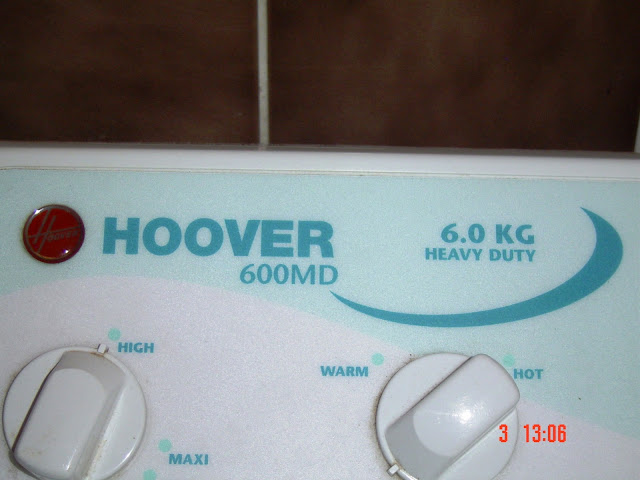 Hoover
HOOVER
600MD
6.0 KG
HEAVY DUTY
HIGH
WARM
HOT
MAXI
3 13:06